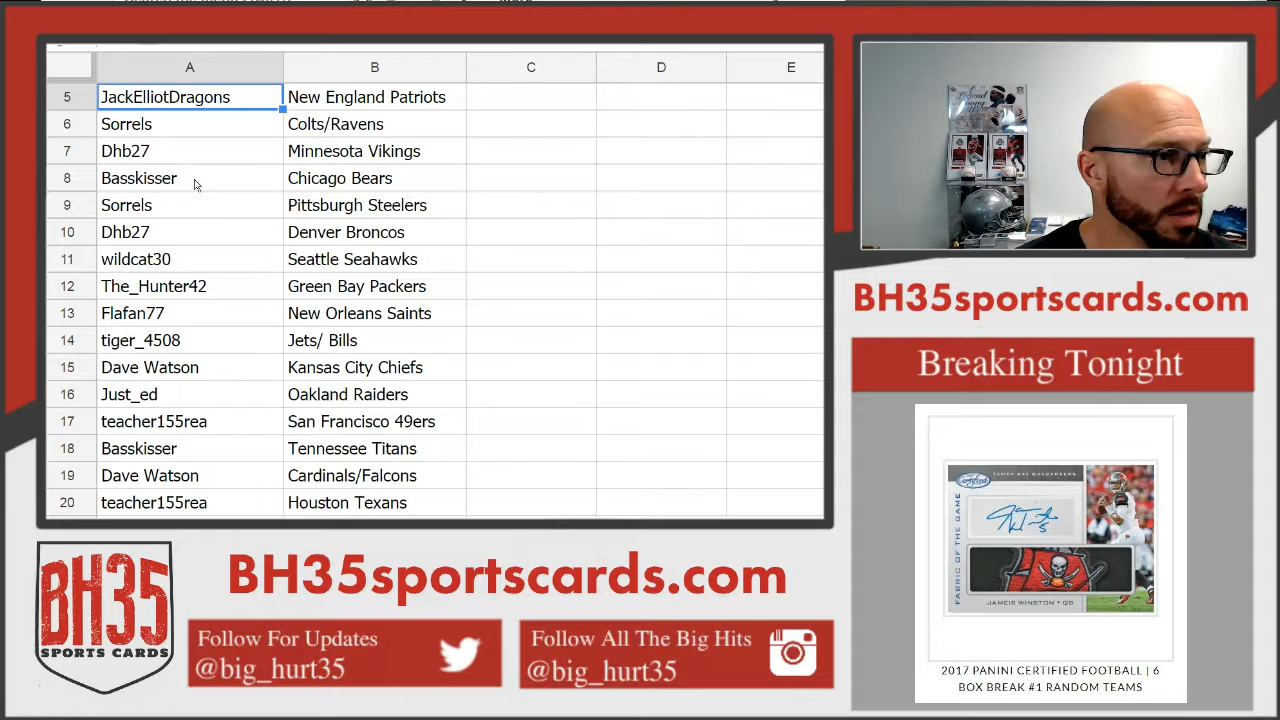 A B C D E
5 JackElliotDragons New England Patriots
6 Sorrels Colts/Ravens
7 Dhb27 Minnesota Vikings
8 Basskisser Chicago Bears
9 Sorrels Pittsburgh Steelers
10 Dhb27 Denver Broncos
11 wildcat30 Seattle Seahawks
12 The_Hunter42 Green Bay Packers
13 Flafan77 New Orleans Saints
14 tiger_4508 Jets/ Bills
15 Dave Watson Kansas City Chiefs
16 Just_ed Oakland Raiders
17 teacher155rea San Francisco 49ers
18 Basskisser Tennessee Titans
19 Dave Watson Cardinals/Falcons
20 teacher155rea Houston Texans
BH35sportscards.com
Breaking Tonight
TAMPA BAY BUCCANEERS
Certified
FABRIC OF THE GAME
JAMEIS WINSTON • QB
2017 PANINI CERTIFIED FOOTBALL | 6
BOX BREAK #1 RANDOM TEAMS
BH35
SPORTS CARDS
BH35sportscards.com
Follow For Updates
@big_hurt35
Follow All The Big Hits
@big_hurt35